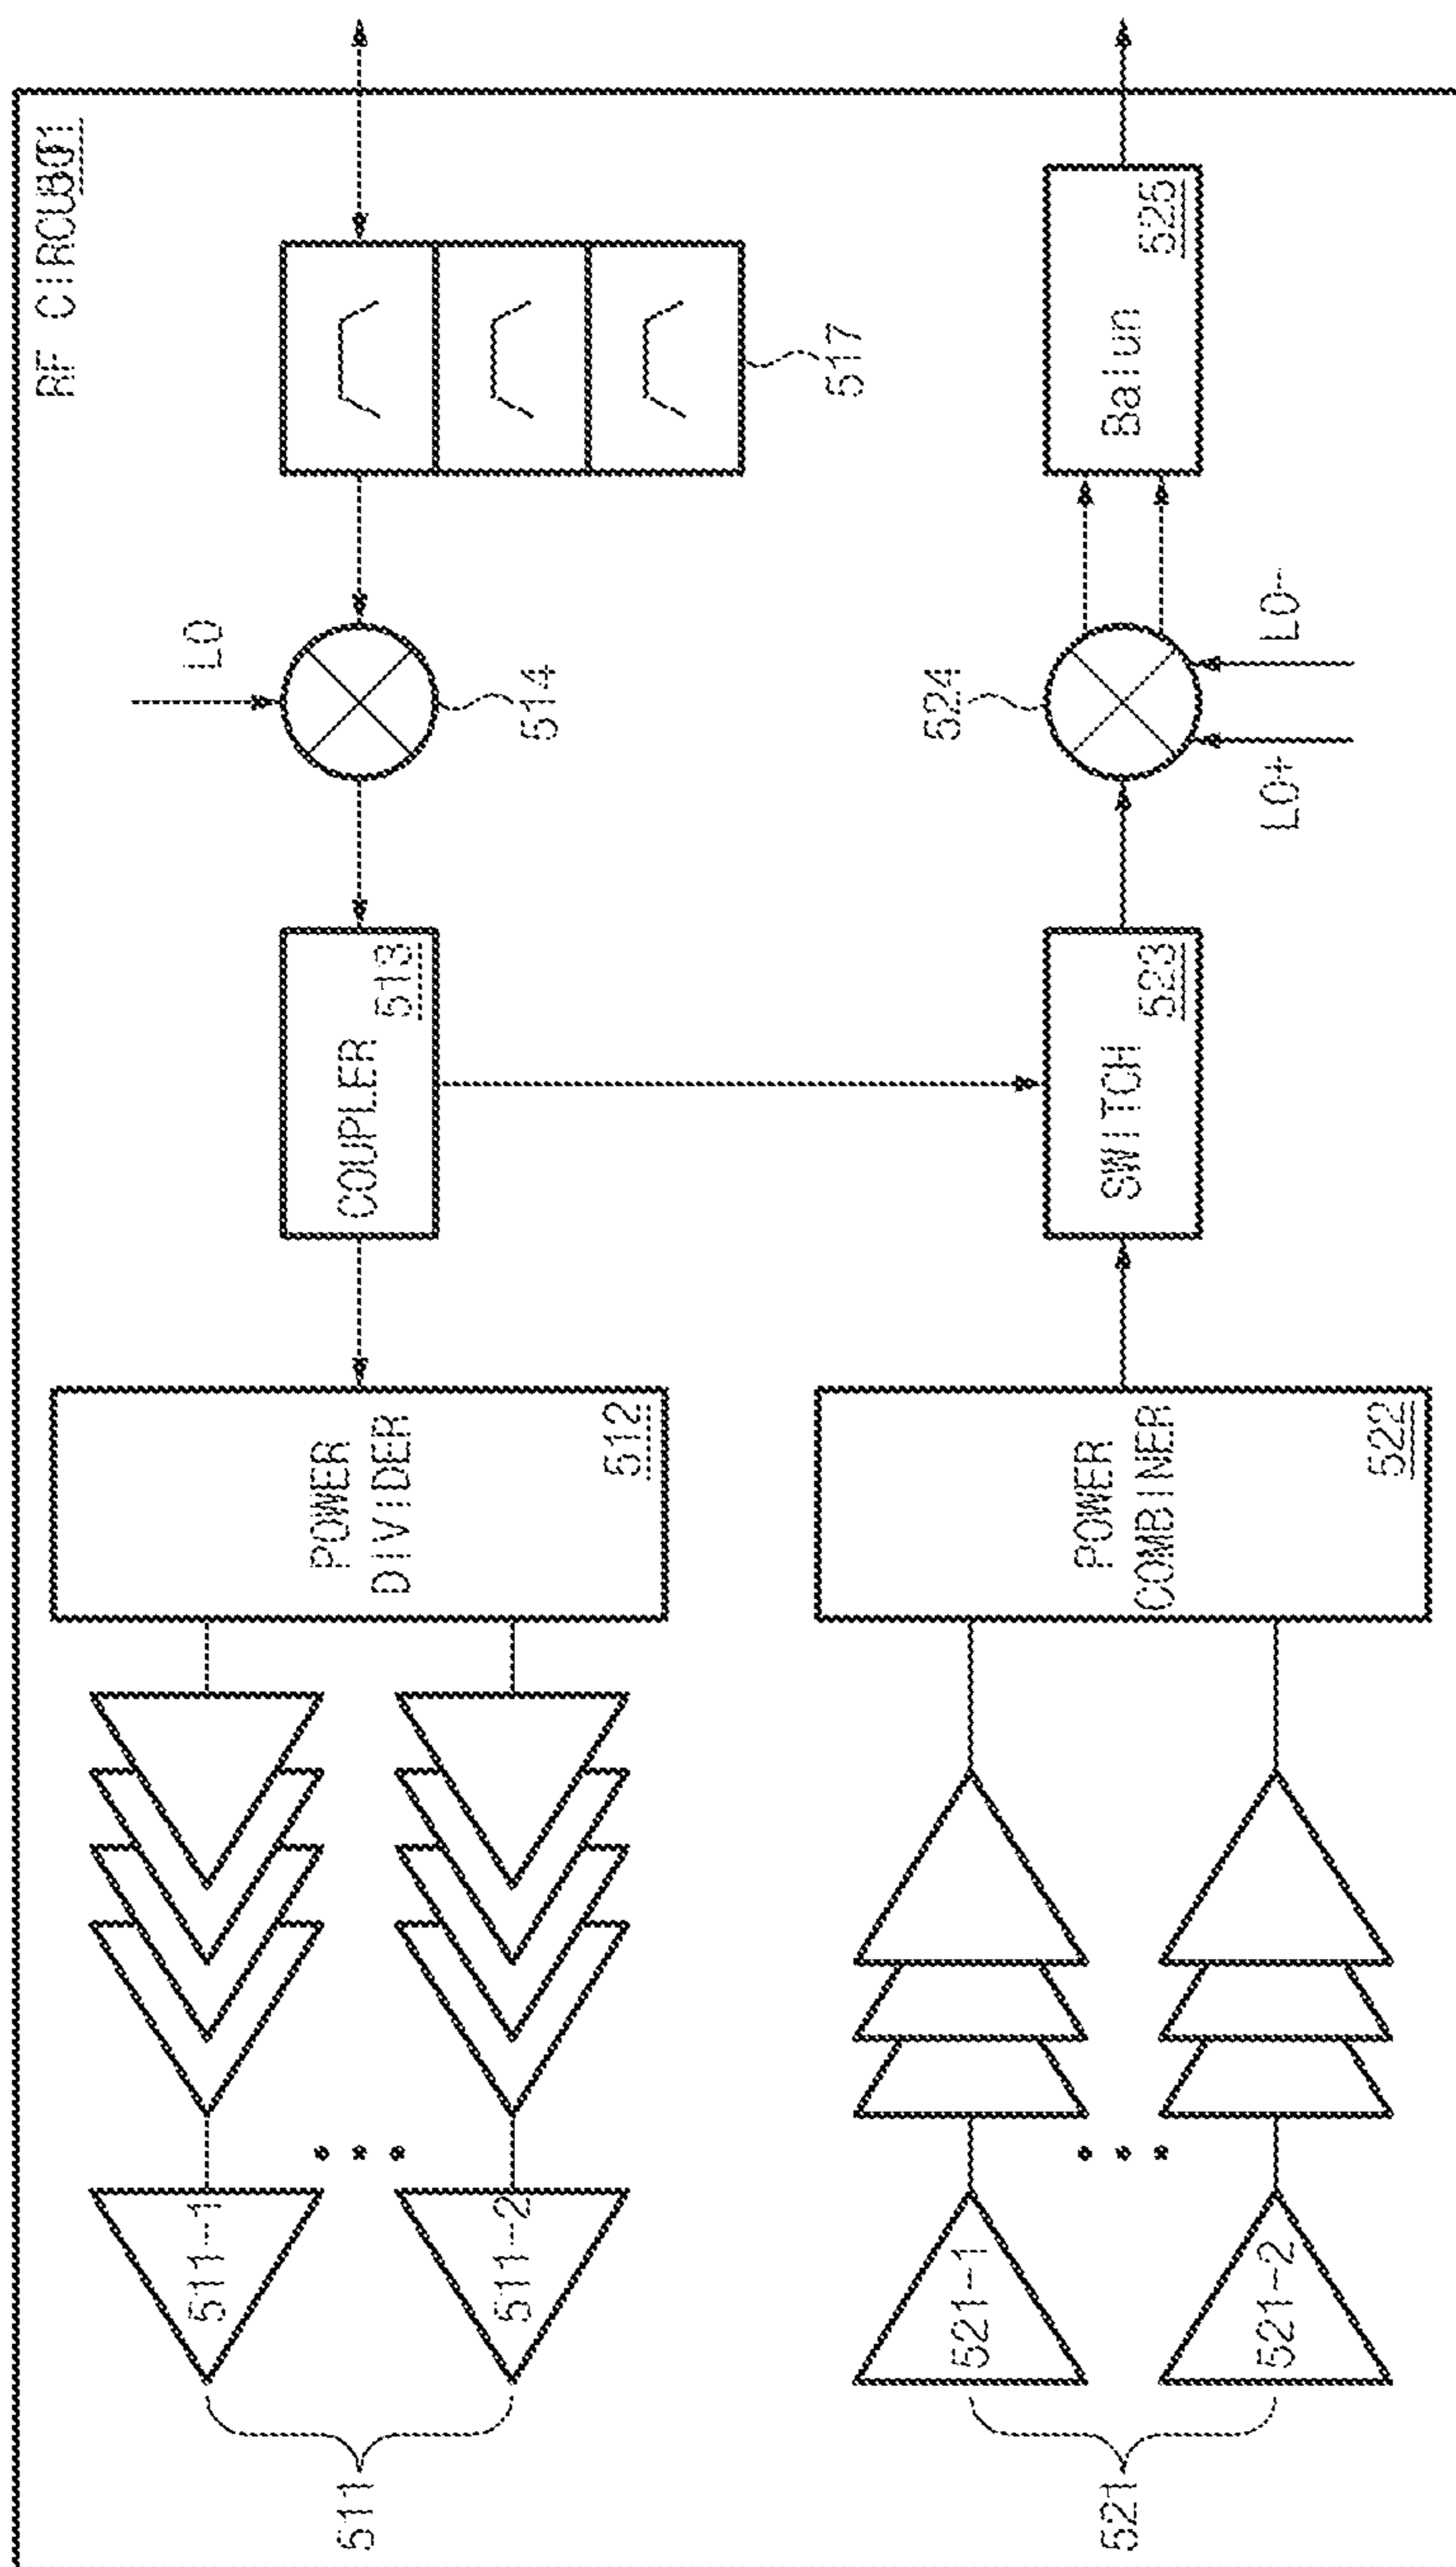 RF CIRCUIT
LO
511-1
511-2
511
POWER
DIVIDER
512
COUPLER
513
514
517
521-1
521-2
521
POWER
COMBINER
522
SWITCH
523
524
LO+
LO-
Balun
525